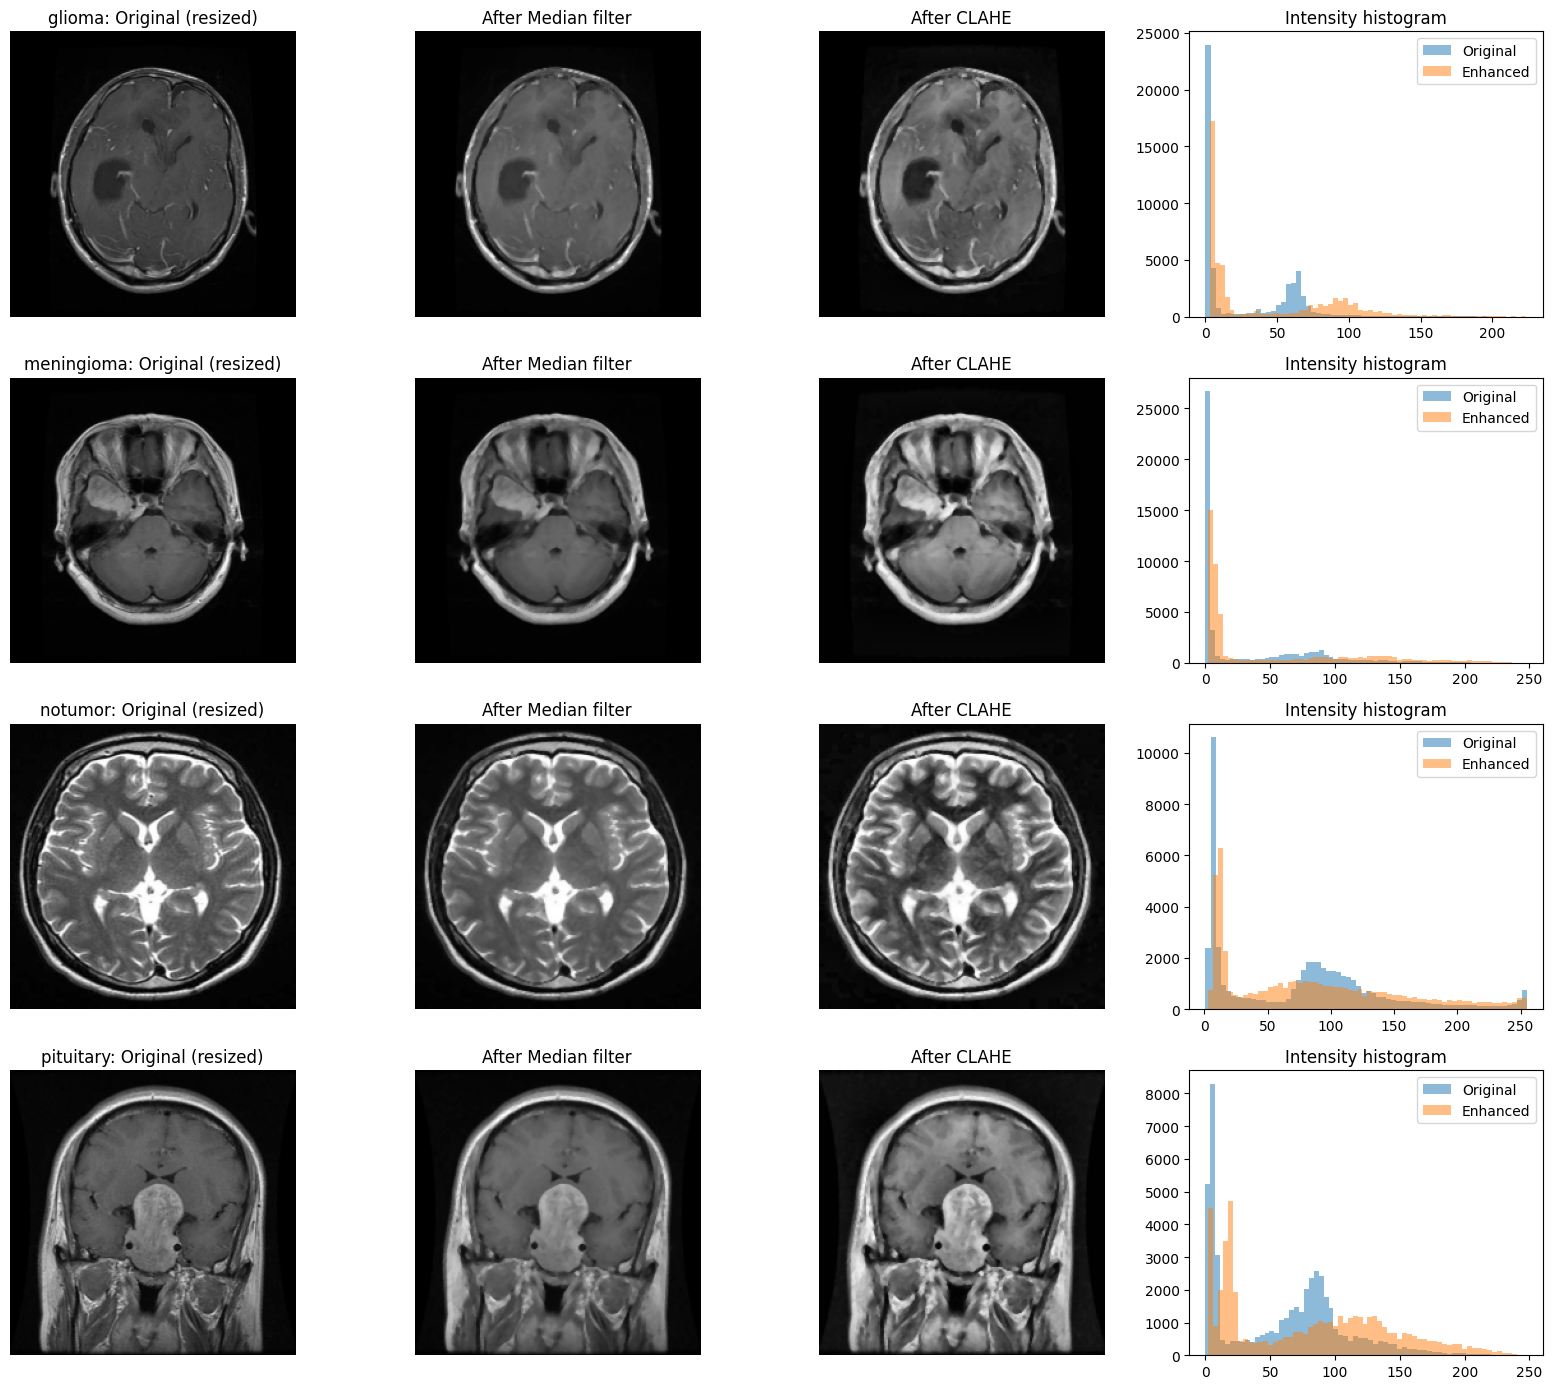 glioma: Original (resized)
After Median filter
After CLAHE
Intensity histogram
25000
20000
15000
10000
5000
0
Original
Enhanced
0 50 100 150 200
meningioma: Original (resized)
After Median filter
After CLAHE
Intensity histogram
25000
20000
15000
10000
5000
0
Original
Enhanced
0 50 100 150 200 250
notumor: Original (resized)
After Median filter
After CLAHE
Intensity histogram
10000
8000
6000
4000
2000
0
Original
Enhanced
0 50 100 150 200 250
pituitary: Original (resized)
After Median filter
After CLAHE
Intensity histogram
8000
7000
6000
5000
4000
3000
2000
1000
0
Original
Enhanced
0 50 100 150 200 250